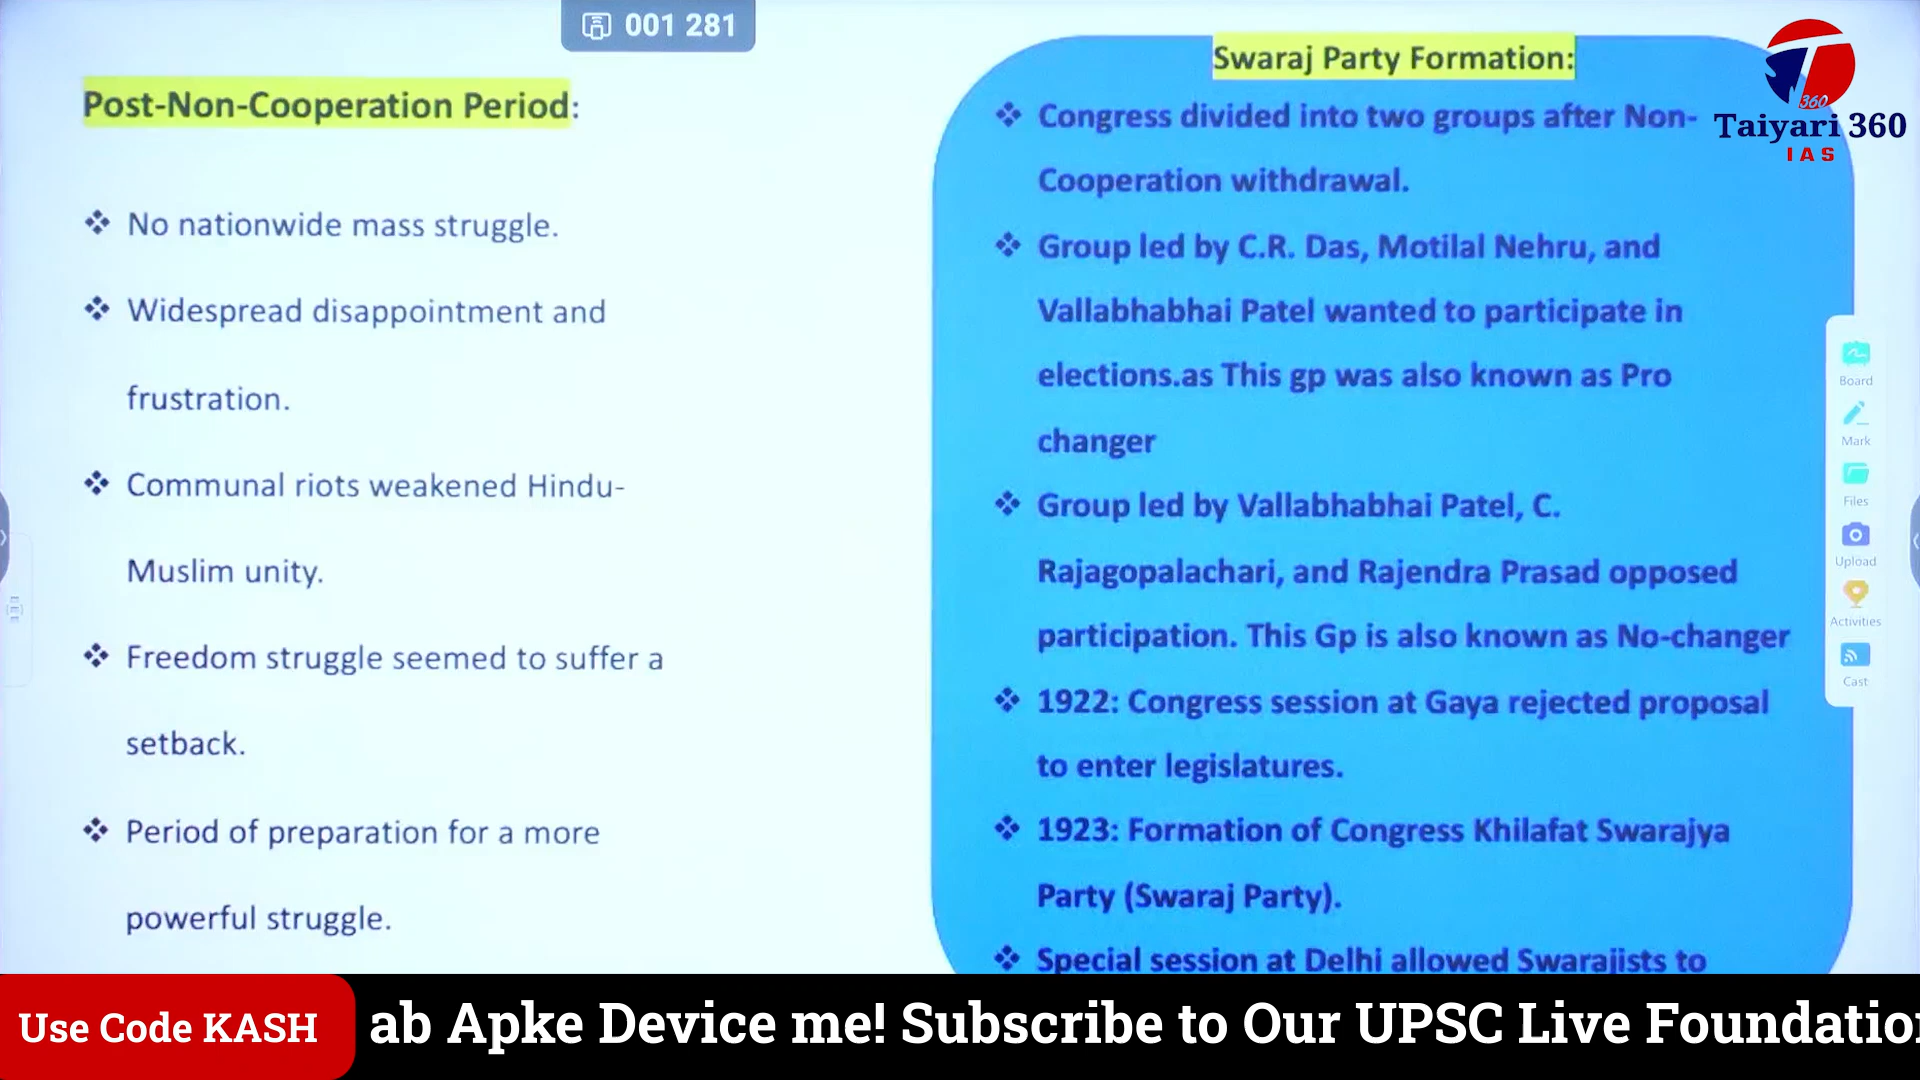 001 281
Post-Non-Cooperation Period:
❖ No nationwide mass struggle.
❖ Widespread disappointment and
frustration.
❖ Communal riots weakened Hindu-
Muslim unity.
❖ Freedom struggle seemed to suffer a
setback.
❖ Period of preparation for a more
powerful struggle.
Swaraj Party Formation:
❖ Congress divided into two groups after Non-
Cooperation withdrawal.
❖ Group led by C.R. Das, Motilal Nehru, and
Vallabhabhai Patel wanted to participate in
elections.as This gp was also known as Pro
changer
❖ Group led by Vallabhabhai Patel, C.
Rajagopalachari, and Rajendra Prasad opposed
participation. This Gp is also known as No-changer
❖ 1922: Congress session at Gaya rejected proposal
to enter legislatures.
❖ 1923: Formation of Congress Khilafat Swarajya
Party (Swaraj Party).
❖ Special session at Delhi allowed Swarajists to
360
Taiyari 360
IAS
Board
Mark
Files
Upload
Activities
Cast
Use Code KASH
ab Apke Device me! Subscribe to Our UPSC Live Foundation